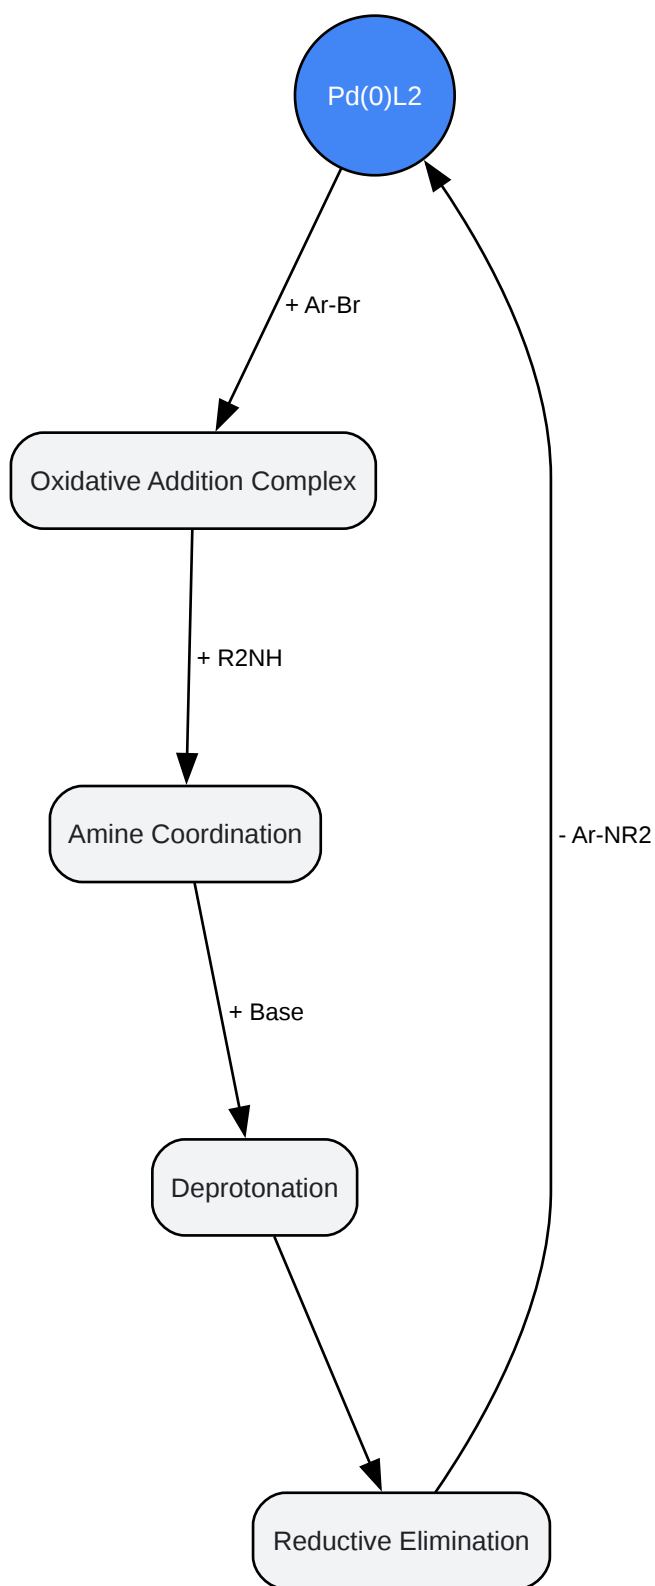 Pd(0)L2
+ Ar-Br
Oxidative Addition Complex
+ R2NH
Amine Coordination
- Ar-NR2
+ Base
Deprotonation
Reductive Elimination